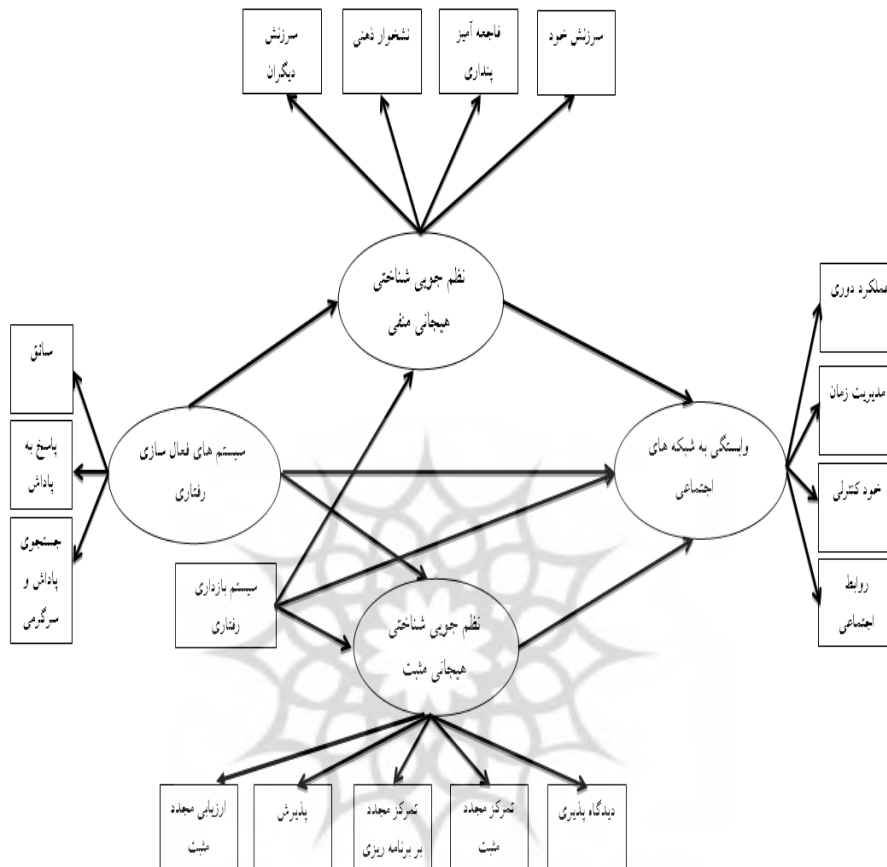 سرزنش خود
فاجعه آمیز
پنداری
نشخوار ذهنی
سرزنش
دیگران
نظم جویی شناختی
هیجانی منفی
عملکرد دوری
مدیریت زمان
خود کنترلی
روابط
اجتماعی
وابستگی به شبکه های
اجتماعی
سیستم های فعال سازی
رفتاری
سائق
پاسخ به
پاداش
جستجوی
پاداش و
سرگرمی
سیستم بازداری
رفتاری
نظم جویی شناختی
هیجانی مثبت
دیدگاه پذیری
تمرکز مجدد
مثبت
تمرکز مجدد
بر برنامه ریزی
پذیرش
ارزیابی مجدد
مثبت